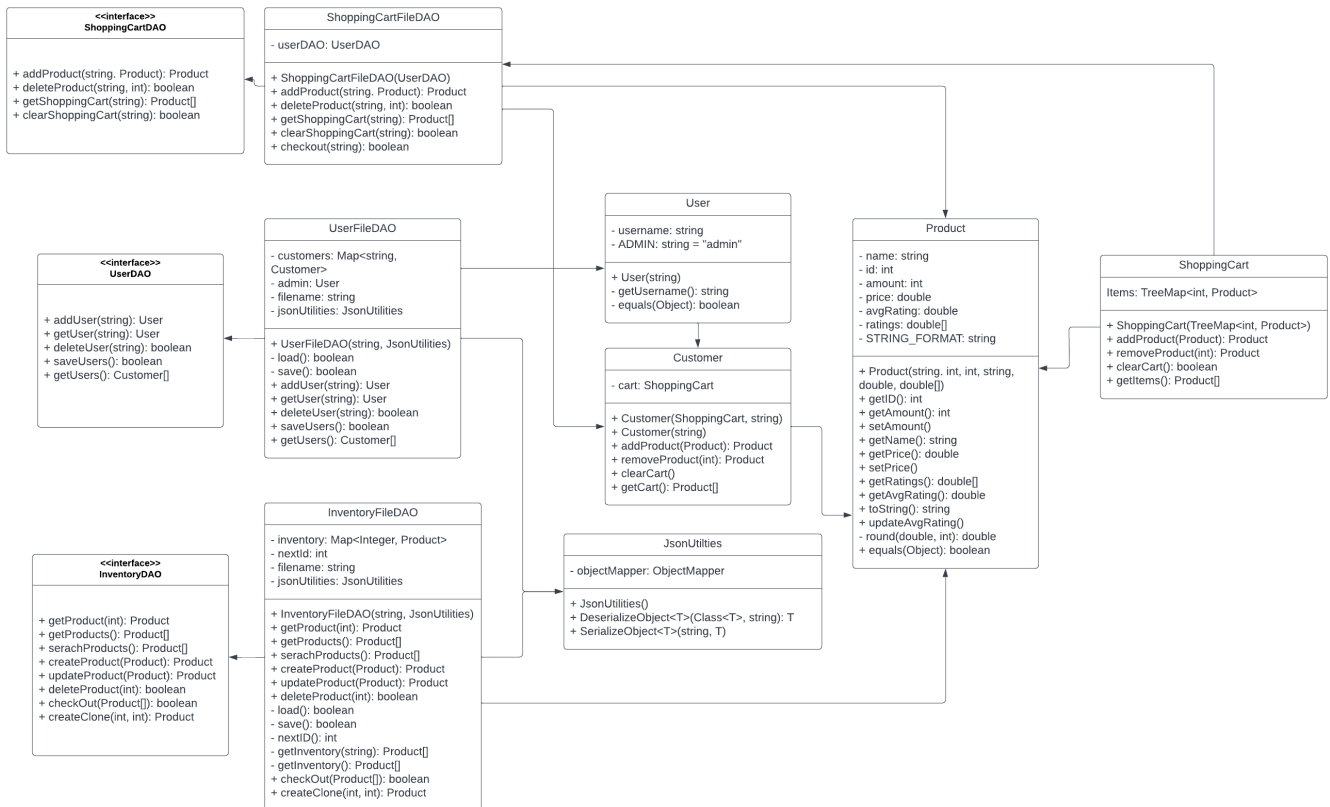 <<interface>>
ShoppingCartDAO
+ addProduct(string. Product): Product
+ deleteProduct(string, int): boolean
+ getShoppingCart(string): Product[]
+ clearShoppingCart(string): boolean
ShoppingCartFileDAO
- userDAO: UserDAO
+ ShoppingCartFileDAO(UserDAO)
+ addProduct(string. Product): Product
+ deleteProduct(string, int): boolean
+ getShoppingCart(string): Product[]
+ clearShoppingCart(string): boolean
+ checkout(string): boolean
<<interface>>
UserDAO
+ addUser(string): User
+ getUser(string): User
+ deleteUser(string): boolean
+ saveUsers(): boolean
+ getUsers(): Customer[]
UserFileDAO
- customers: Map<string,
Customer>
- admin: User
- filename: string
- jsonUtilities: JsonUtilities
+ UserFileDAO(string, JsonUtilities)
- load(): boolean
- save(): boolean
+ addUser(string): User
+ getUser(string): User
+ deleteUser(string): boolean
+ saveUsers(): boolean
+ getUsers(): Customer[]
User
- username: string
- ADMIN: string = "admin"
+ User(string)
- getUsername(): string
- equals(Object): boolean
Customer
- cart: ShoppingCart
+ Customer(ShoppingCart, string)
+ Customer(string)
+ addProduct(Product): Product
+ removeProduct(int): Product
+ clearCart()
+ getCart(): Product[]
Product
- name: string
- id: int
- amount: int
- price: double
- avgRating: double
- ratings: double[]
- STRING_FORMAT: string
+ Product(string. int, int, string,
double, double[])
+ getID(): int
+ getAmount(): int
+ setAmount()
+ getName(): string
+ getPrice(): double
+ setPrice()
+ getRatings(): double[]
+ getAvgRating(): double
+ toString(): string
+ updateAvgRating()
- round(double, int): double
+ equals(Object): boolean
ShoppingCart
Items: TreeMap<int, Product>
+ ShoppingCart(TreeMap<int, Product>)
+ addProduct(Product): Product
+ removeProduct(int): Product
+ clearCart(): boolean
+ getItems(): Product[]
<<interface>>
InventoryDAO
+ getProduct(int): Product
+ getProducts(): Product[]
+ serachProducts(): Product[]
+ createProduct(Product): Product
+ updateProduct(Product): Product
+ deleteProduct(int): boolean
+ checkOut(Product[]): boolean
+ createClone(int, int): Product
InventoryFileDAO
- inventory: Map<Integer, Product>
- nextId: int
- filename: string
- jsonUtilities: JsonUtilities
+ InventoryFileDAO(string, JsonUtilities)
+ getProduct(int): Product
+ getProducts(): Product[]
+ serachProducts(): Product[]
+ createProduct(Product): Product
+ updateProduct(Product): Product
+ deleteProduct(int): boolean
- load(): boolean
- save(): boolean
- nextID(): int
- getInventory(string): Product[]
- getInventory(): Product[]
+ checkOut(Product[]): boolean
+ createClone(int, int): Product
JsonUtilties
- objectMapper: ObjectMapper
+ JsonUtilities()
+ DeserializeObject<T>(Class<T>, string): T
+ SerializeObject<T>(string, T)